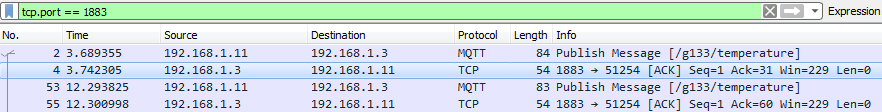 tcp.port == 1883 Expression
No. Time Source Destination Protocol Length Info
2 3.689355 192.168.1.11 192.168.1.3 MQTT 84 Publish Message [/g133/temperature]
4 3.742305 192.168.1.3 192.168.1.11 TCP 54 1883 → 51254 [ACK] Seq=1 Ack=31 Win=229 Len=0
53 12.293825 192.168.1.11 192.168.1.3 MQTT 83 Publish Message [/g133/temperature]
55 12.300998 192.168.1.3 192.168.1.11 TCP 54 1883 → 51254 [ACK] Seq=1 Ack=60 Win=229 Len=0